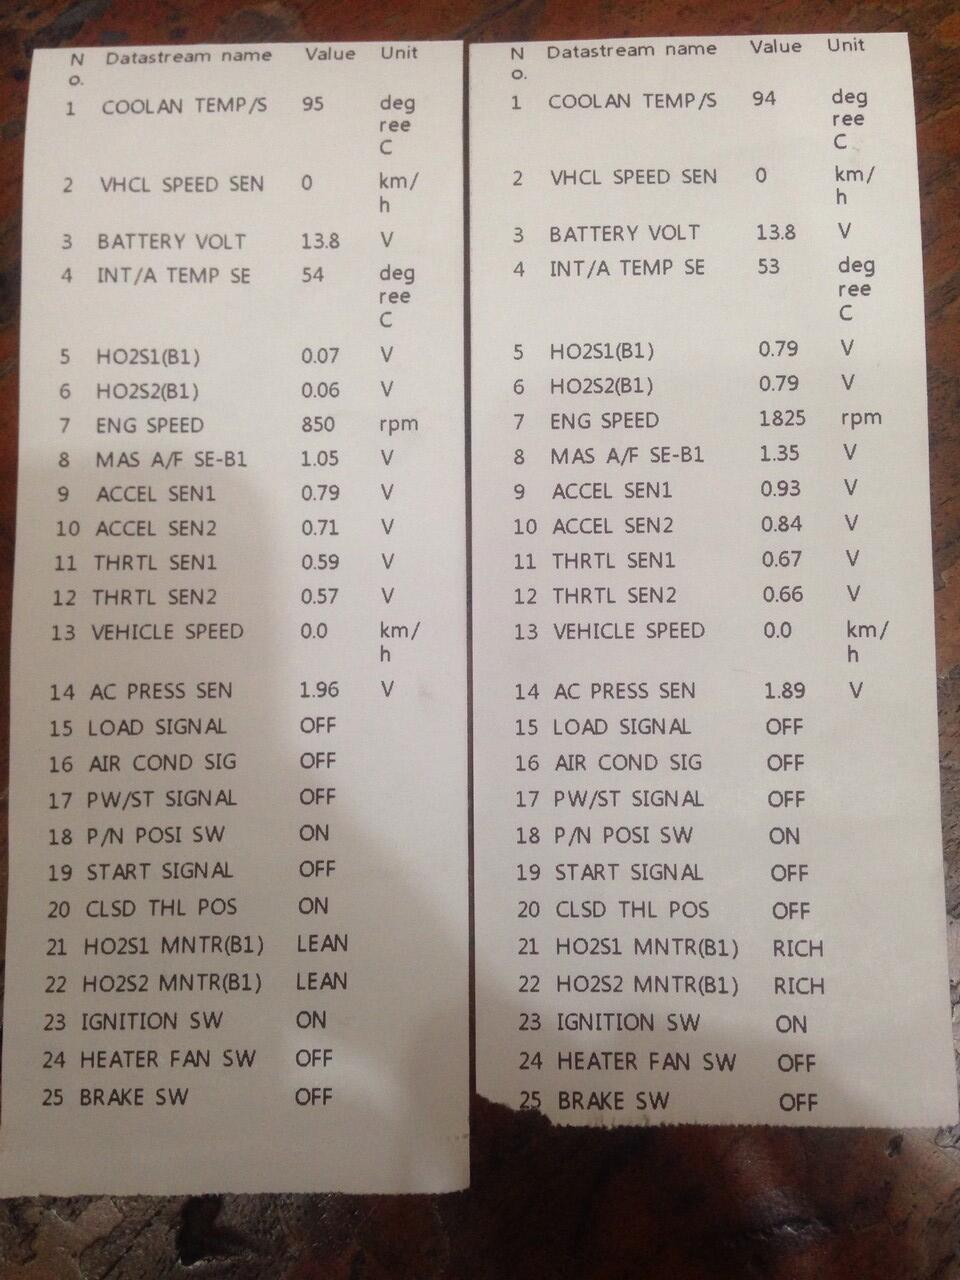 N
o. Datastream name Value Unit
1 COOLAN TEMP/S 95 deg
ree
C
2 VHCL SPEED SEN 0 km/
h
3 BATTERY VOLT 13.8 V
4 INT/A TEMP SE 54 deg
ree
C
5 HO2S1(B1) 0.07 V
6 HO2S2(B1) 0.06 V
7 ENG SPEED 850 rpm
8 MAS A/F SE-B1 1.05 V
9 ACCEL SEN1 0.79 V
10 ACCEL SEN2 0.71 V
11 THRTL SEN1 0.59 V
12 THRTL SEN2 0.57 V
13 VEHICLE SPEED 0.0 km/
h
14 AC PRESS SEN 1.96 V
15 LOAD SIGNAL OFF
16 AIR COND SIG OFF
17 PW/ST SIGNAL OFF
18 P/N POSI SW ON
19 START SIGNAL OFF
20 CLSD THL POS ON
21 HO2S1 MNTR(B1) LEAN
22 HO2S2 MNTR(B1) LEAN
23 IGNITION SW ON
24 HEATER FAN SW OFF
25 BRAKE SW OFF
N
o. Datastream name Value Unit
1 COOLAN TEMP/S 94 deg
ree
C
2 VHCL SPEED SEN 0 km/
h
3 BATTERY VOLT 13.8 V
4 INT/A TEMP SE 53 deg
ree
C
5 HO2S1(B1) 0.79 V
6 HO2S2(B1) 0.79 V
7 ENG SPEED 1825 rpm
8 MAS A/F SE-B1 1.35 V
9 ACCEL SEN1 0.93 V
10 ACCEL SEN2 0.84 V
11 THRTL SEN1 0.67 V
12 THRTL SEN2 0.66 V
13 VEHICLE SPEED 0.0 km/
h
14 AC PRESS SEN 1.89 V
15 LOAD SIGNAL OFF
16 AIR COND SIG OFF
17 PW/ST SIGNAL OFF
18 P/N POSI SW ON
19 START SIGNAL OFF
20 CLSD THL POS OFF
21 HO2S1 MNTR(B1) RICH
22 HO2S2 MNTR(B1) RICH
23 IGNITION SW ON
24 HEATER FAN SW OFF
25 BRAKE SW OFF